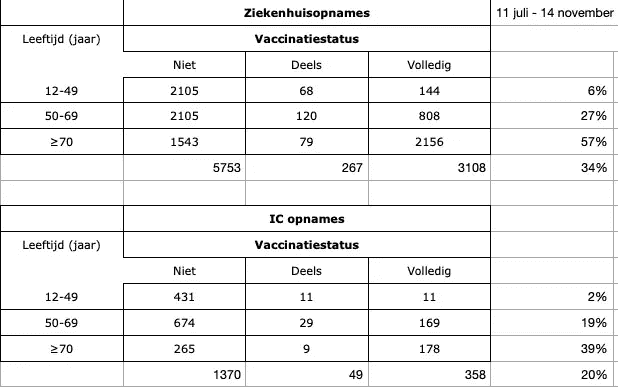 Ziekenhuisopnames 11 juli - 14 november
Leeftijd (jaar) Vaccinatiestatus
Niet Deels Volledig
12-49 2105 68 144 6%
50-69 2105 120 808 27%
≥70 1543 79 2156 57%
5753 267 3108 34%
IC opnames
Leeftijd (jaar) Vaccinatiestatus
Niet Deels Volledig
12-49 431 11 11 2%
50-69 674 29 169 19%
≥70 265 9 178 39%
1370 49 358 20%